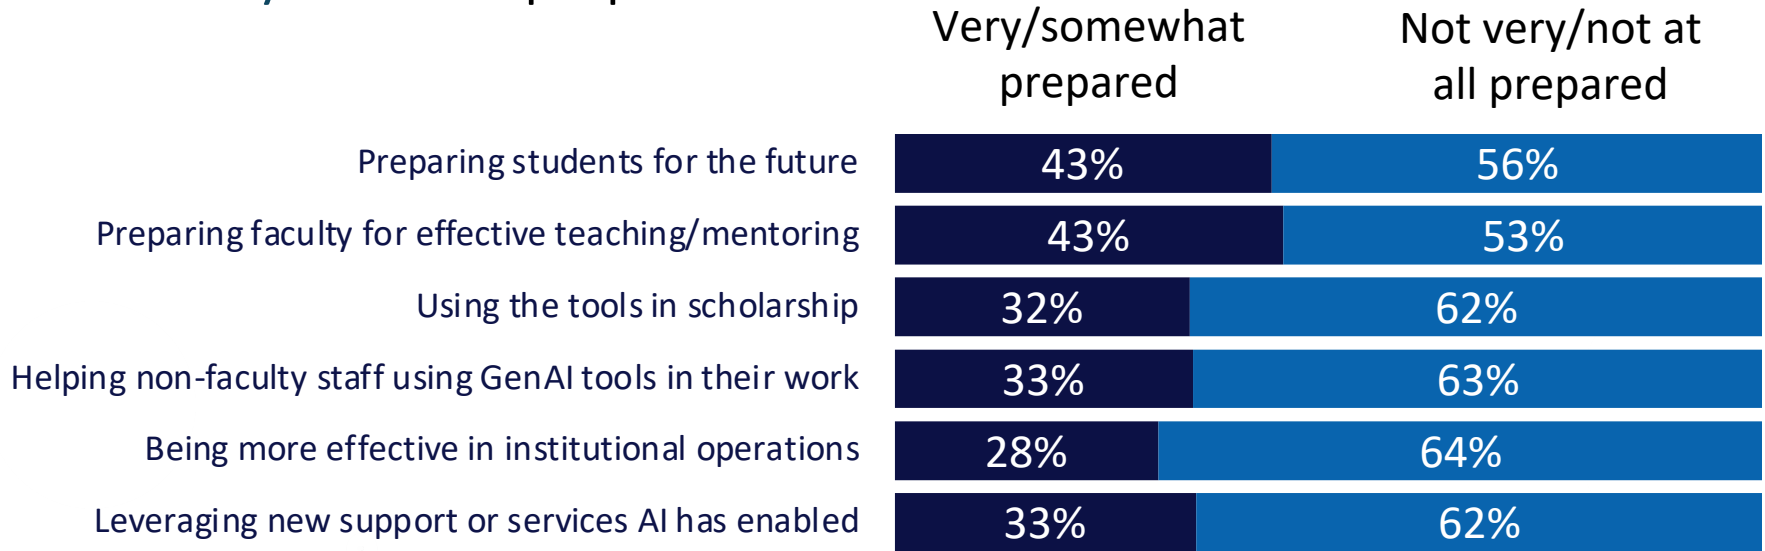 Very/somewhat
prepared
Not very/not at
all prepared
Preparing students for the future
43%
56%
Preparing faculty for effective teaching/mentoring
43%
53%
Using the tools in scholarship
32%
62%
Helping non-faculty staff using GenAI tools in their work
33%
63%
Being more effective in institutional operations
28%
64%
Leveraging new support or services AI has enabled
33%
62%